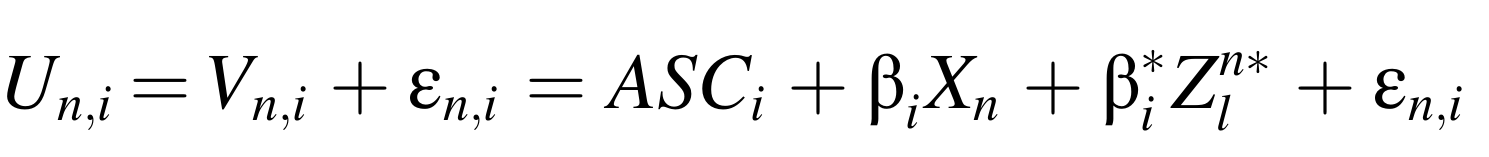 U_{n,i} = V_{n,i} + ε_{n,i} = ASC_i + β_i X_n + β_i^* Z_l^{n*} + ε_{n,i}